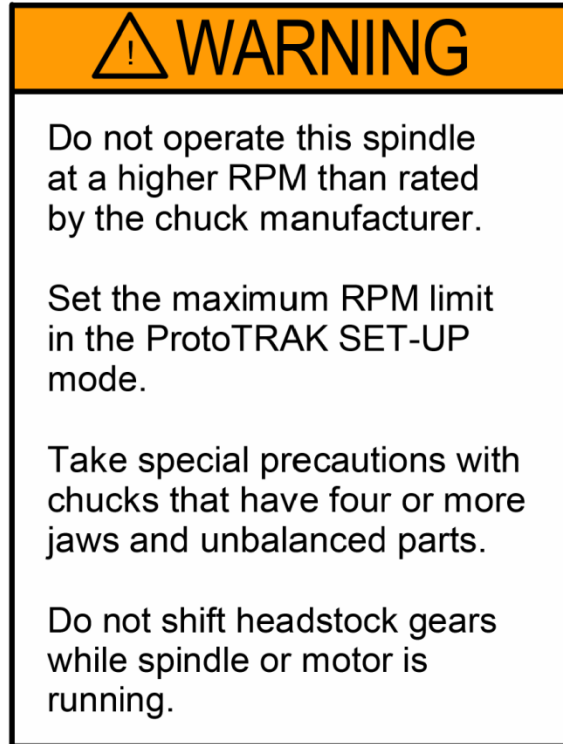 WARNING
Do not operate this spindle
at a higher RPM than rated
by the chuck manufacturer.
Set the maximum RPM limit
in the ProtoTRAK SET-UP
mode.
Take special precautions with
chucks that have four or more
jaws and unbalanced parts.
Do not shift headstock gears
while spindle or motor is
running.